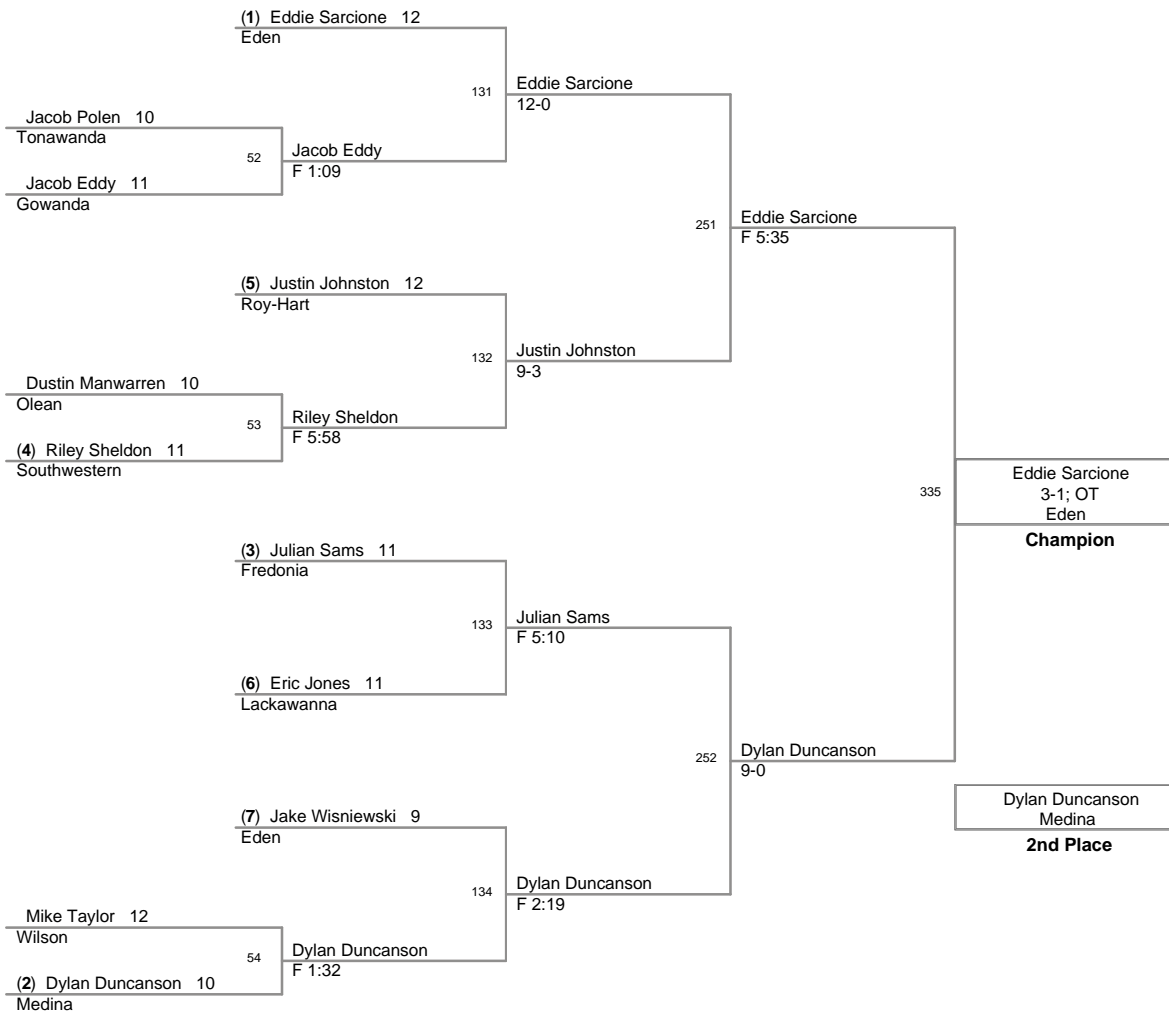 (1) Eddie Sarcione 12
Eden
131
Eddie Sarcione
12-0
Jacob Polen 10
Tonawanda
52
Jacob Eddy
F 1:09
Jacob Eddy 11
Gowanda
251
Eddie Sarcione
F 5:35
(5) Justin Johnston 12
Roy-Hart
132
Justin Johnston
9-3
Dustin Manwarren 10
Olean
53
Riley Sheldon
F 5:58
(4) Riley Sheldon 11
Southwestern
335
Eddie Sarcione
3-1; OT
Eden
Champion
(3) Julian Sams 11
Fredonia
133
Julian Sams
F 5:10
(6) Eric Jones 11
Lackawanna
252
Dylan Duncanson
9-0
Dylan Duncanson
Medina
2nd Place
(7) Jake Wisniewski 9
Eden
134
Dylan Duncanson
F 2:19
Mike Taylor 12
Wilson
54
Dylan Duncanson
F 1:32
(2) Dylan Duncanson 10
Medina